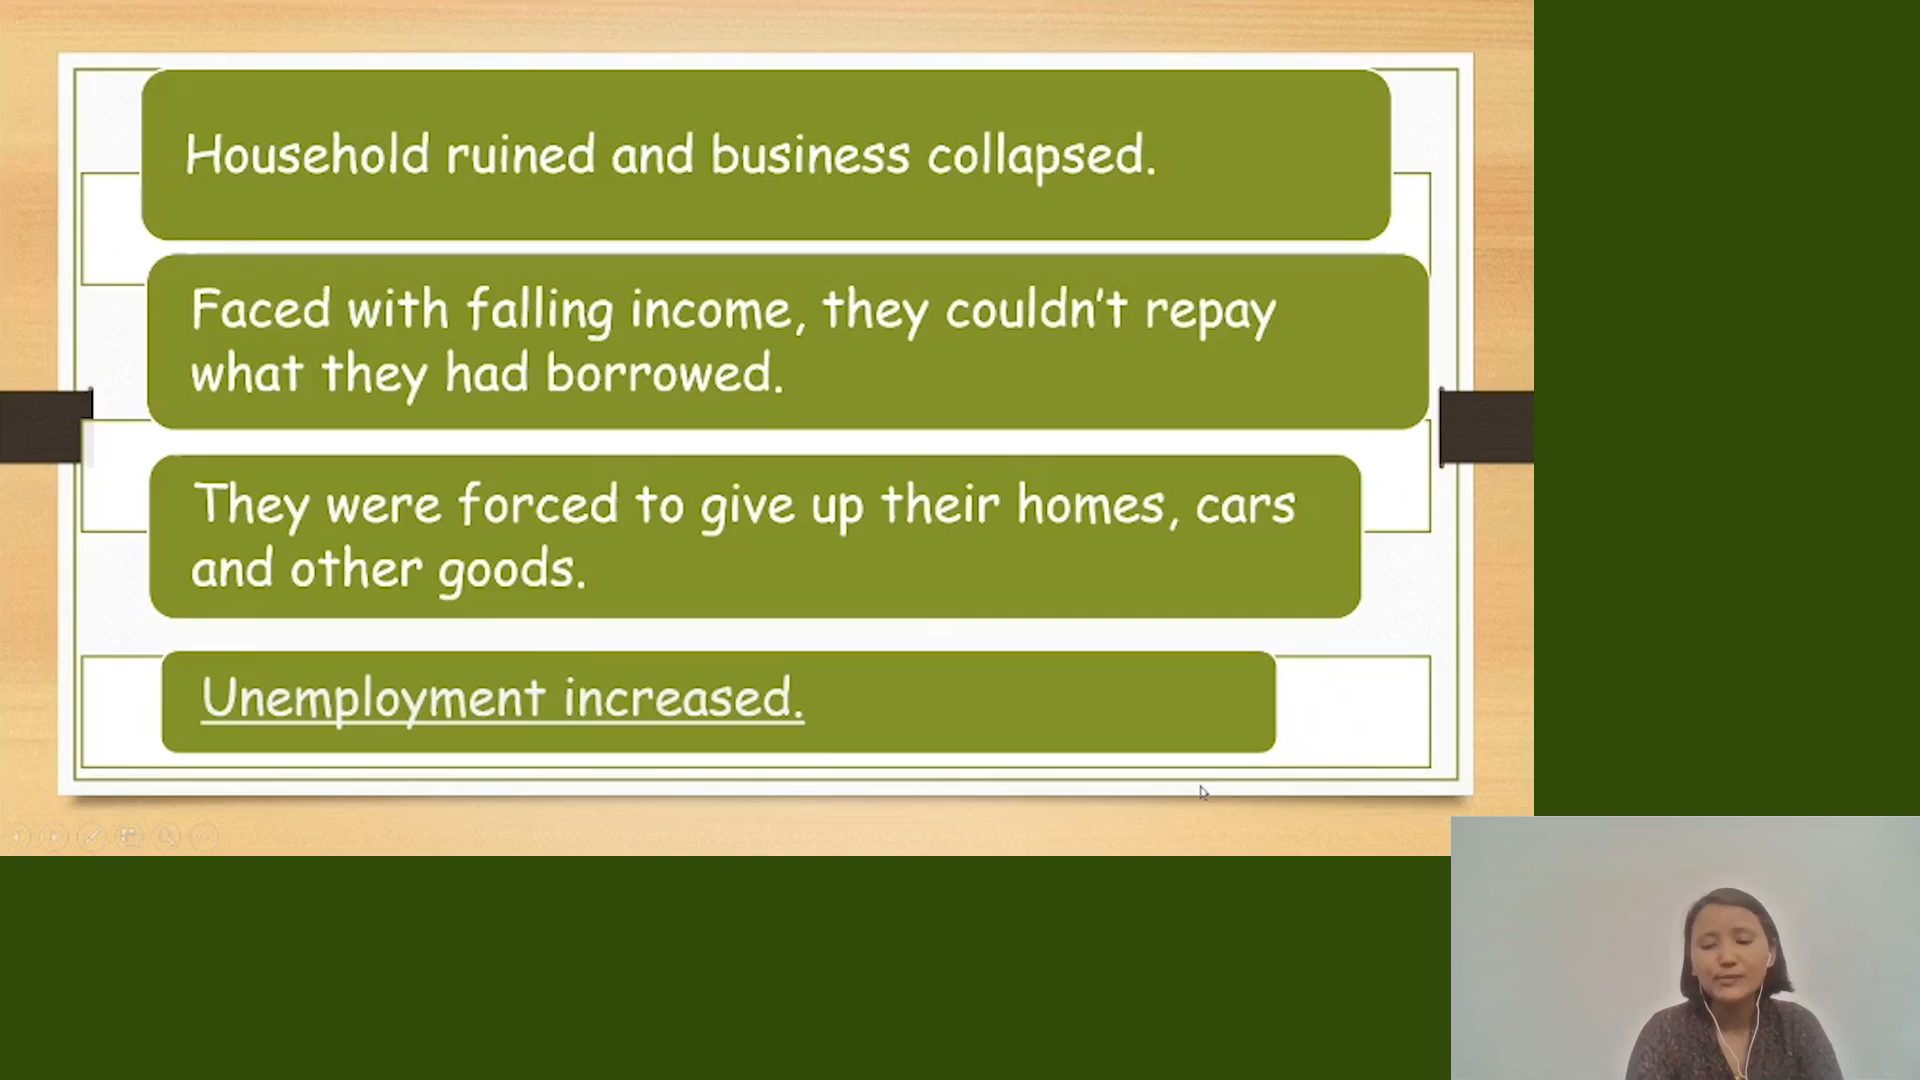 Household ruined and business collapsed.
Faced with falling income, they couldn't repay
what they had borrowed.
They were forced to give up their homes, cars
and other goods.
Unemployment increased.